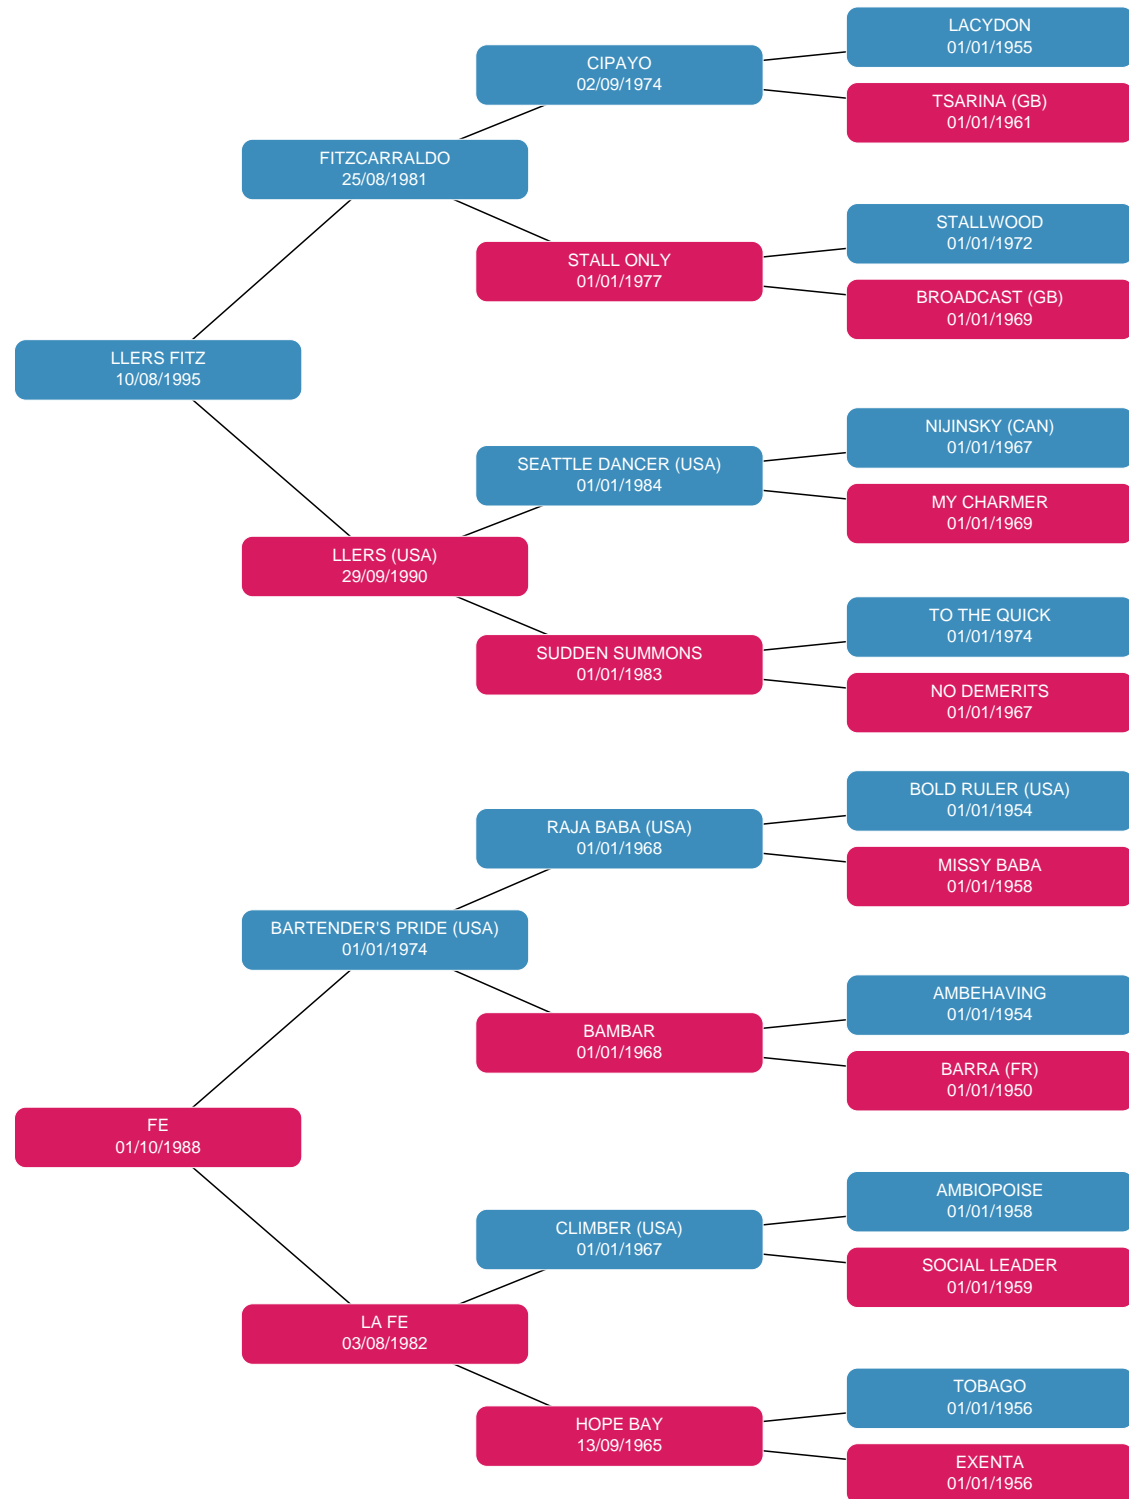 LACYDON
01/01/1955
CIPAYO
02/09/1974
TSARINA (GB)
01/01/1961
FITZCARRALDO
25/08/1981
STALLWOOD
01/01/1972
STALL ONLY
01/01/1977
BROADCAST (GB)
01/01/1969
LLERS FITZ
10/08/1995
NIJINSKY (CAN)
01/01/1967
SEATTLE DANCER (USA)
01/01/1984
MY CHARMER
01/01/1969
LLERS (USA)
29/09/1990
TO THE QUICK
01/01/1974
SUDDEN SUMMONS
01/01/1983
NO DEMERITS
01/01/1967
BOLD RULER (USA)
01/01/1954
RAJA BABA (USA)
01/01/1968
MISSY BABA
01/01/1958
BARTENDER'S PRIDE (USA)
01/01/1974
AMBEHAVING
01/01/1954
BAMBAR
01/01/1968
BARRA (FR)
01/01/1950
FE
01/10/1988
AMBIOPOISE
01/01/1958
CLIMBER (USA)
01/01/1967
SOCIAL LEADER
01/01/1959
LA FE
03/08/1982
TOBAGO
01/01/1956
HOPE BAY
13/09/1965
EXENTA
01/01/1956